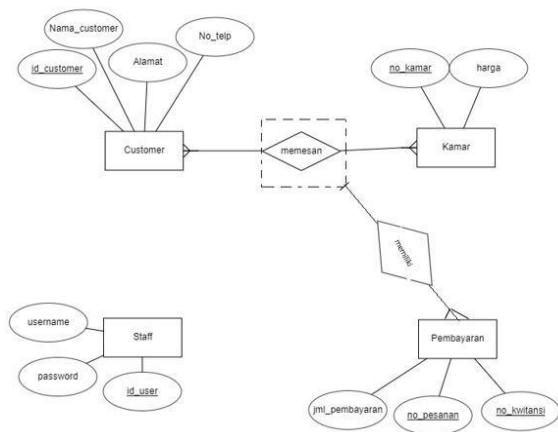 Nama_customer
No_telp
id_customer
Alamat
no_kamar
harga
Customer
memesan
Kamar
memiliki
username
Staff
Pembayaran
password
id_user
jml_pembayaran
no_pesanan
no_kwitansi